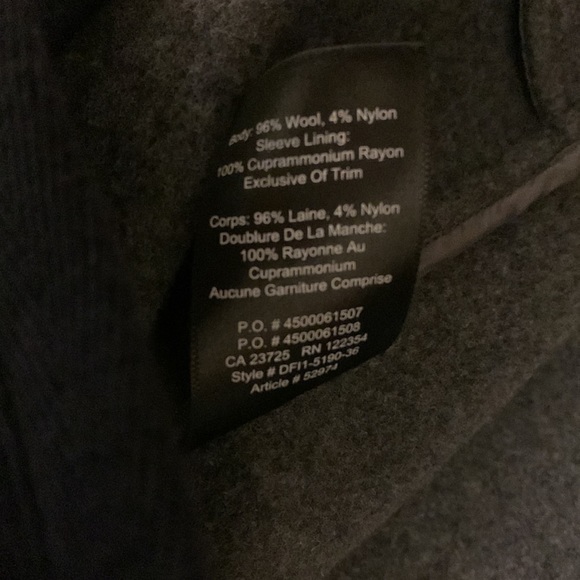 Body: 96% Wool, 4% Nylon
Sleeve Lining:
100% Cuprammonium Rayon
Exclusive Of Trim
Corps: 96% Laine, 4% Nylon
Doublure De La Manche:
100% Rayonne Au
Cuprammonium
Aucune Garniture Comprise
P.O. # 4500061507
P.O. # 4500061508
CA 23725 RN 122354
Style # DFI1-5190-36
Article # 52974